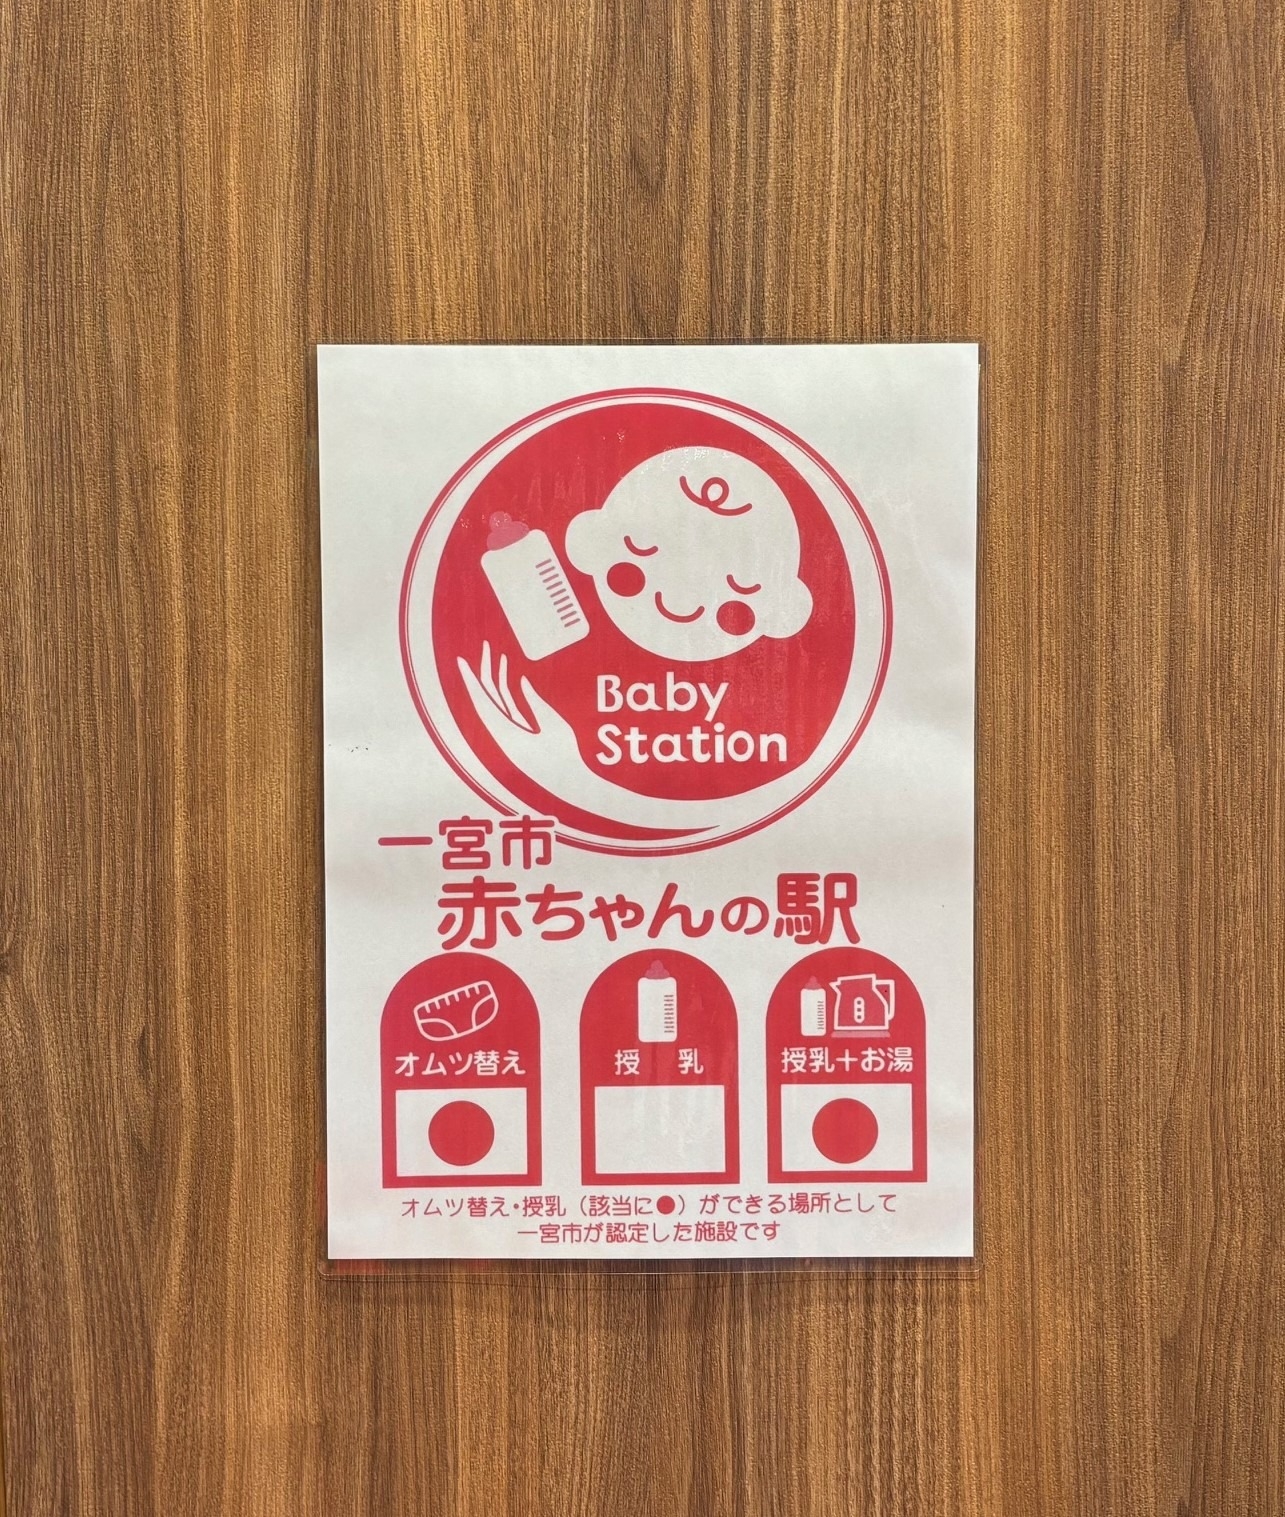 Baby
Station
一宮市
赤ちゃんの駅
オムツ替え
授 乳
授乳+お湯
オムツ替え・授乳（該当に●）ができる場所として
一宮市が認定した施設です